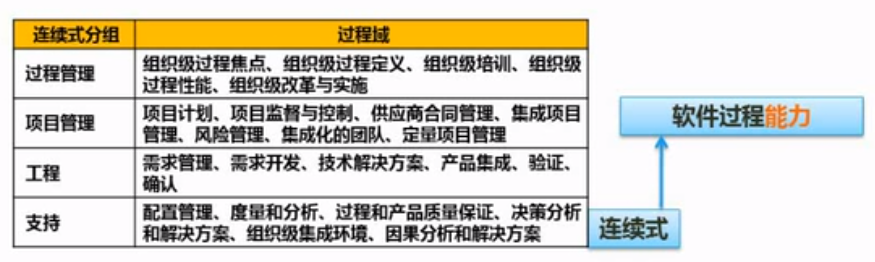 连续式分组 过程域
过程管理 组织级过程焦点、组织级过程定义、组织级培训、组织级
过程性能、组织级改革与实施
项目管理 项目计划、项目监督与控制、供应商合同管理、集成项目
管理、风险管理、集成化的团队、定量项目管理
工程 需求管理、需求开发、技术解决方案、产品集成、验证、
确认
支持 配置管理、度量和分析、过程和产品质量保证、决策分析
和解决方案、组织级集成环境、因果分析和解决方案
软件过程能力
连续式